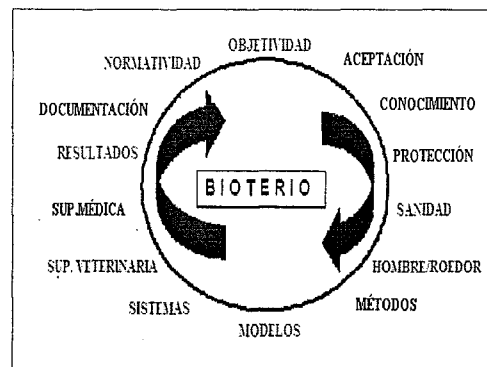 OBJETIVIDAD
NORMATIVIDAD
ACEPTACIÓN
DOCUMENTACIÓN
CONOCIMIENTO
RESULTADOS
PROTECCIÓN
BIOTERIO
SUP.MÉDICA
SANIDAD
SUP. VETERINARIA
HOMBRE/ROEDOR
SISTEMAS
MÉTODOS
MODELOS